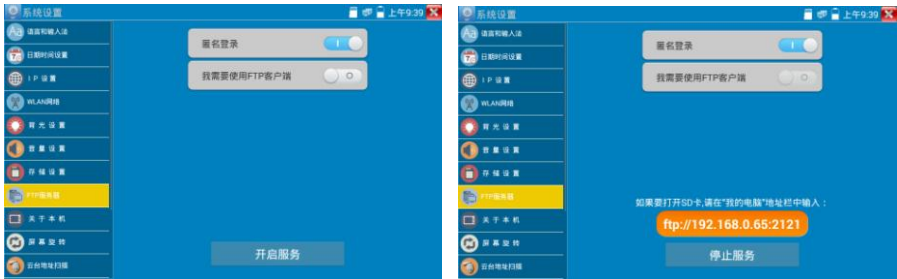 系统设置
上午9:39
语言和输入法
日期时间设置
IP设置
WLAN网络
背光设置
音量设置
存储设置
FTP服务器
关于本机
屏幕旋转
云台地址扫描
匿名登录
我需要使用FTP客户端
开启服务
系统设置
上午9:39
语言和输入法
日期时间设置
IP设置
WLAN网络
背光设置
音量设置
存储设置
FTP服务器
关于本机
屏幕旋转
云台地址扫描
匿名登录
我需要使用FTP客户端
如果要打开SD卡,请在"我的电脑"地址栏中输入：
ftp://192.168.0.65:2121
停止服务